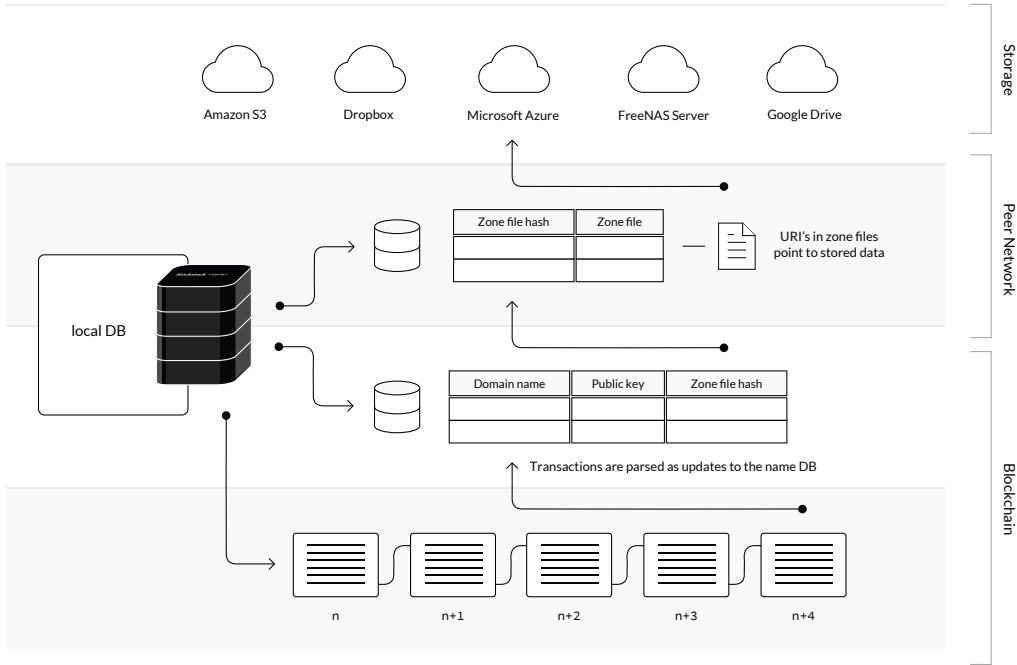 Amazon S3
Dropbox
Microsoft Azure
FreeNAS Server
Google Drive
Storage
Zone file hash
Zone file
URI's in zone files
point to stored data
Peer Network
local DB
Domain name
Public key
Zone file hash
Transactions are parsed as updates to the name DB
Blockchain
n
n+1
n+2
n+3
n+4